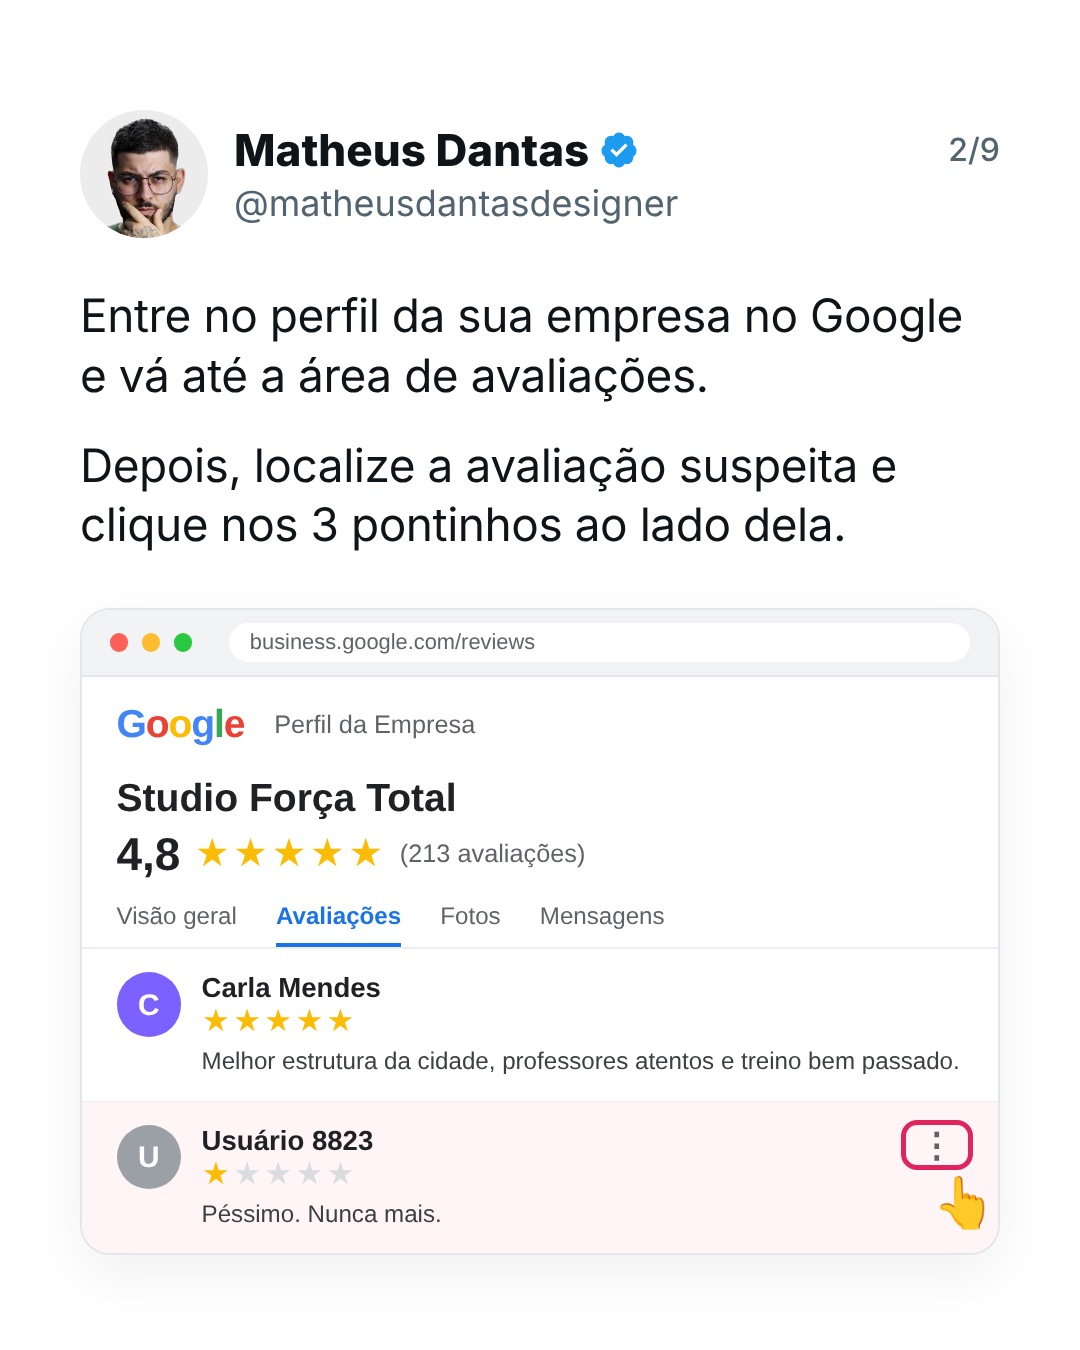 Matheus Dantas
2/9
@matheusdantasdesigner
Entre no perfil da sua empresa no Google
e vá até a área de avaliações.
Depois, localize a avaliação suspeita e
clique nos 3 pontinhos ao lado dela.
business.google.com/reviews
Google Perfil da Empresa
Studio Força Total
4,8 ★★★★★ (213 avaliações)
Visão geral Avaliações Fotos Mensagens
C
Carla Mendes
★★★★★
Melhor estrutura da cidade, professores atentos e treino bem passado.
U
Usuário 8823
★★★★★
Péssimo. Nunca mais.